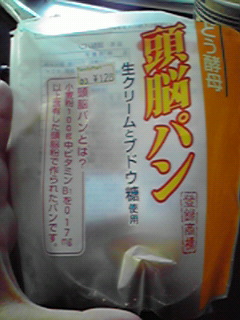 とう酵母
頭脳パン
登録商標
生クリームとブドウ糖使用
¥128
頭脳パンとは?
小麦粉100g中ビタミンB₁を0.17mg
以上含有した頭脳粉で作られたパンです。